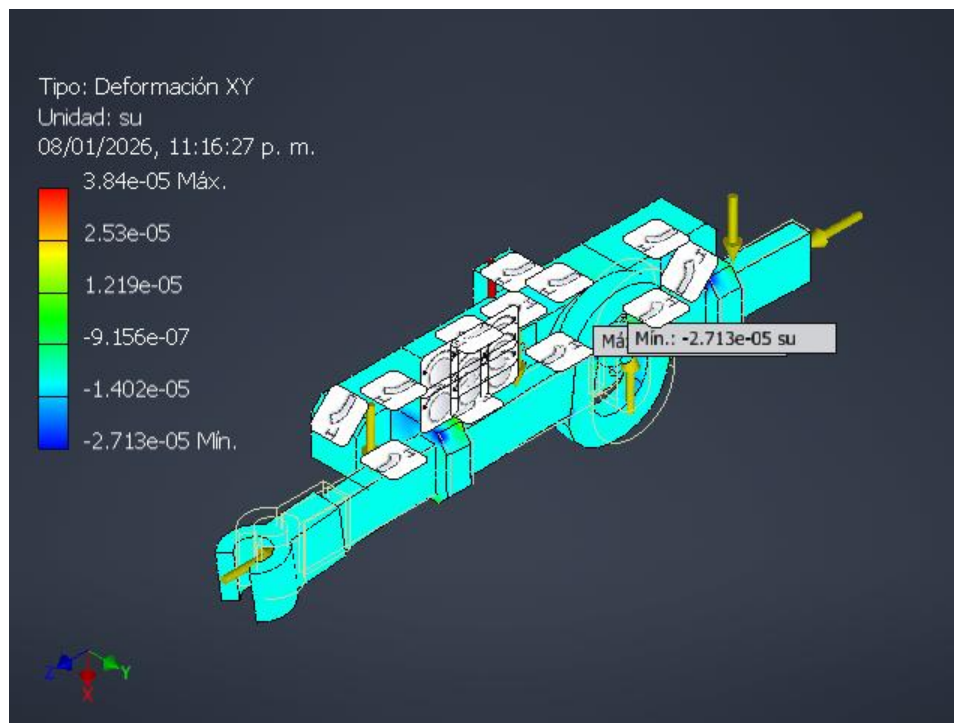 Tipo: Deformación XY
Unidad: su
08/01/2026, 11:16:27 p. m.
3.84e-05 Máx.
2.53e-05
1.219e-05
-9.156e-07
-1.402e-05
-2.713e-05 Mín.
Má
Mín.: -2.713e-05 su
Z
Y
X